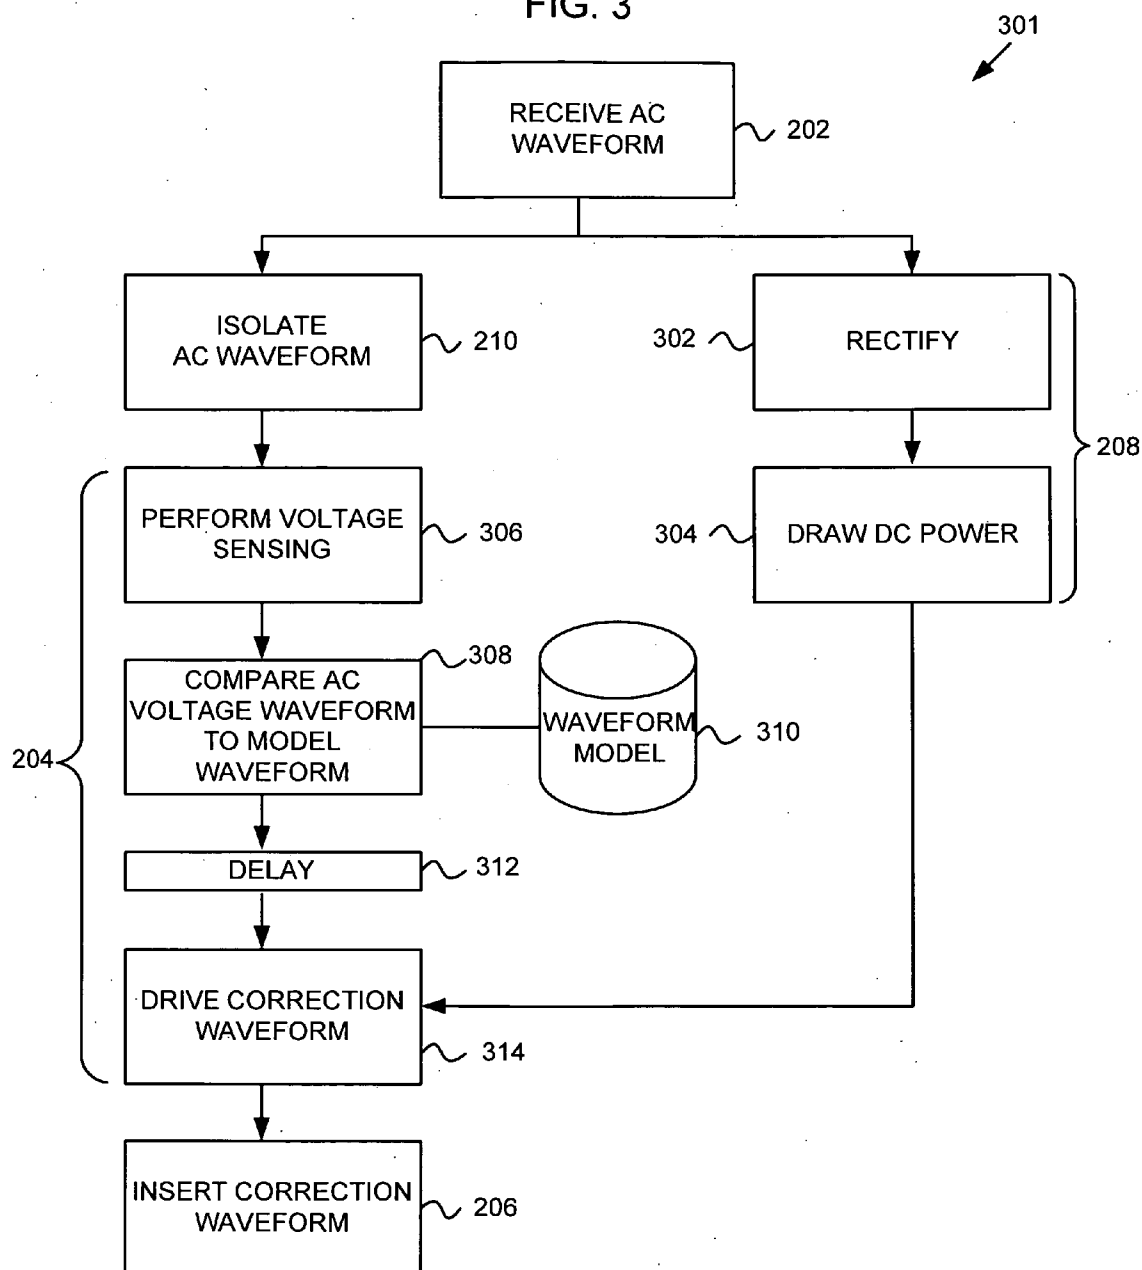 FIG. 3
301
RECEIVE AC
WAVEFORM
202
ISOLATE
AC WAVEFORM
210
302
RECTIFY
208
PERFORM VOLTAGE
SENSING
306
304
DRAW DC POWER
204
COMPARE AC
VOLTAGE WAVEFORM
TO MODEL
WAVEFORM
308
WAVEFORM
MODEL
310
DELAY
312
DRIVE CORRECTION
WAVEFORM
314
INSERT CORRECTION
WAVEFORM
206